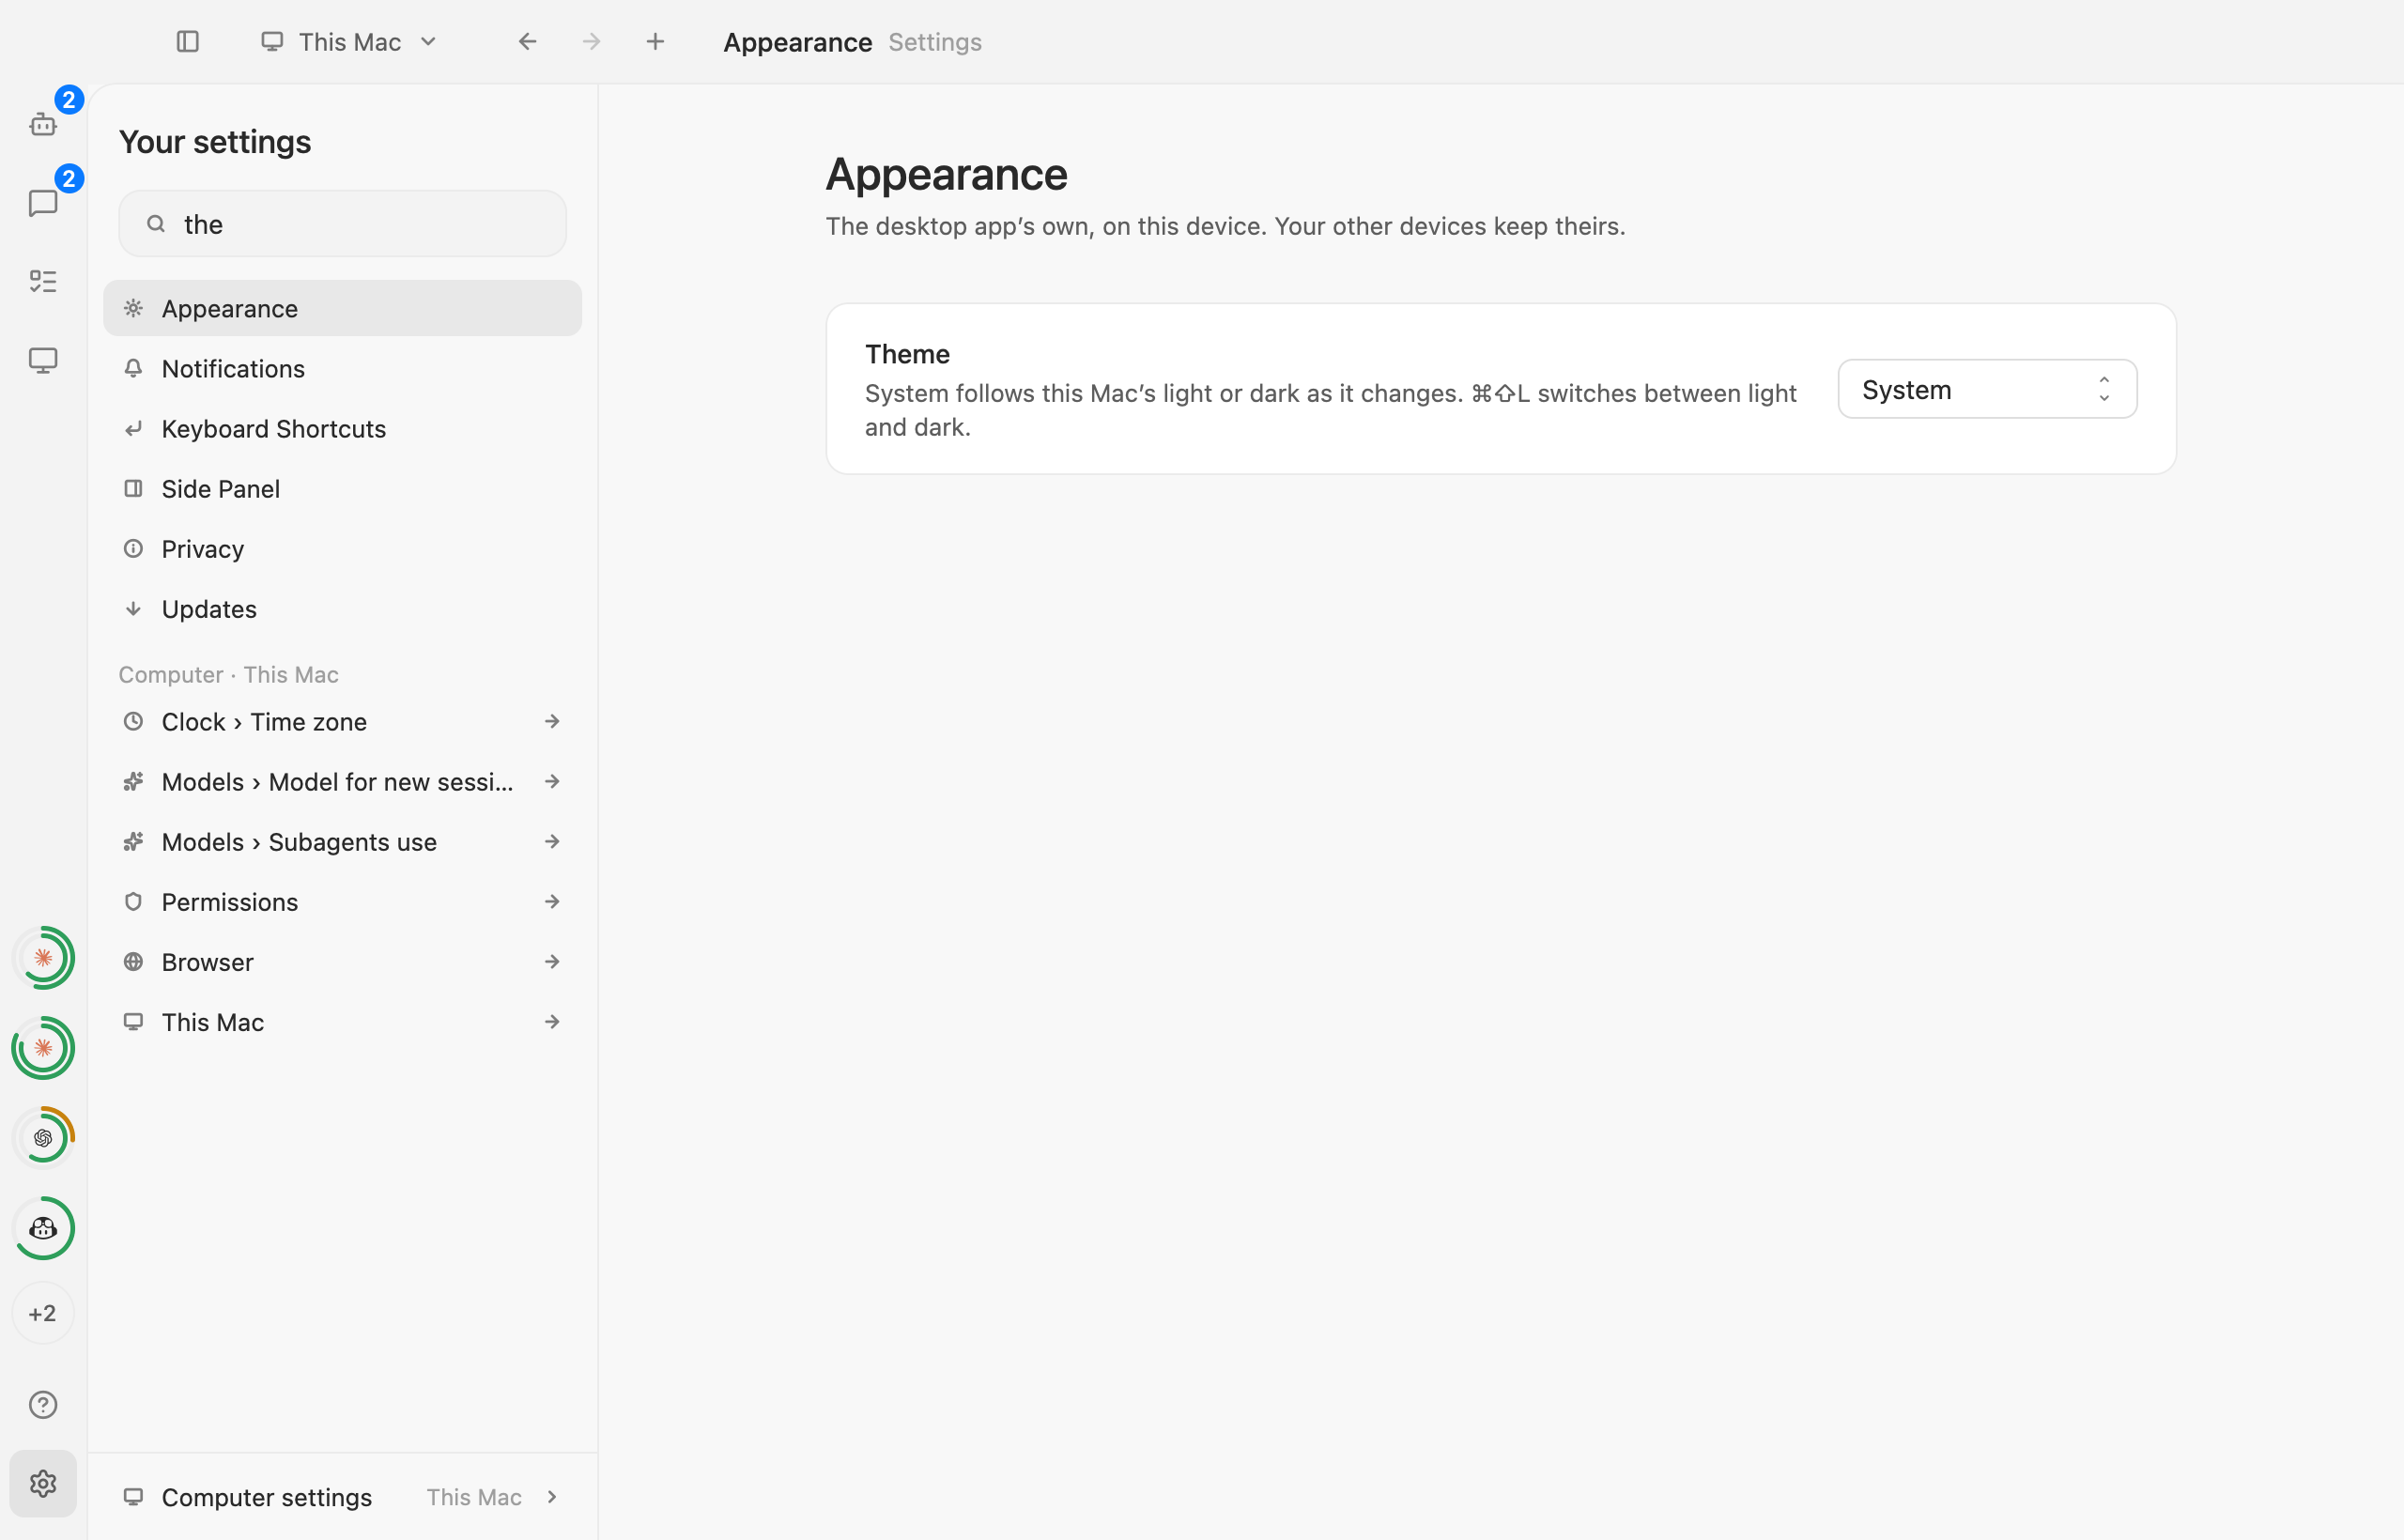 This Mac
Appearance Settings
2
2
Your settings
the
Appearance
Notifications
Keyboard Shortcuts
Side Panel
Privacy
Updates
Computer · This Mac
Clock › Time zone
Models › Model for new sessi...
Models › Subagents use
Permissions
Browser
This Mac
+2
Computer settings This Mac
Appearance
The desktop app’s own, on this device. Your other devices keep theirs.
Theme
System follows this Mac’s light or dark as it changes. ⌘⇧L switches between light
and dark.
System